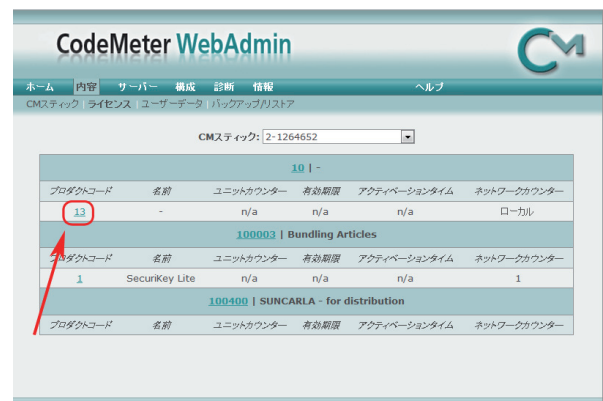 CodeMeter WebAdmin
ホーム 内容 サーバー 構成 診断 情報 ヘルプ
CMスティック | ライセンス | ユーザーデータ | バックアップ/リストア
CMスティック: 2-1264652
10 | -
プロダクトコード 名前 ユニットカウンター 有効期限 アクティベーションタイム ネットワークカウンター
13 - n/a n/a n/a ローカル
100003 | Bundling Articles
プロダクトコード 名前 ユニットカウンター 有効期限 アクティベーションタイム ネットワークカウンター
1 SecuriKey Lite n/a n/a n/a 1
100400 | SUNCARLA - for distribution
プロダクトコード 名前 ユニットカウンター 有効期限 アクティベーションタイム ネットワークカウンター